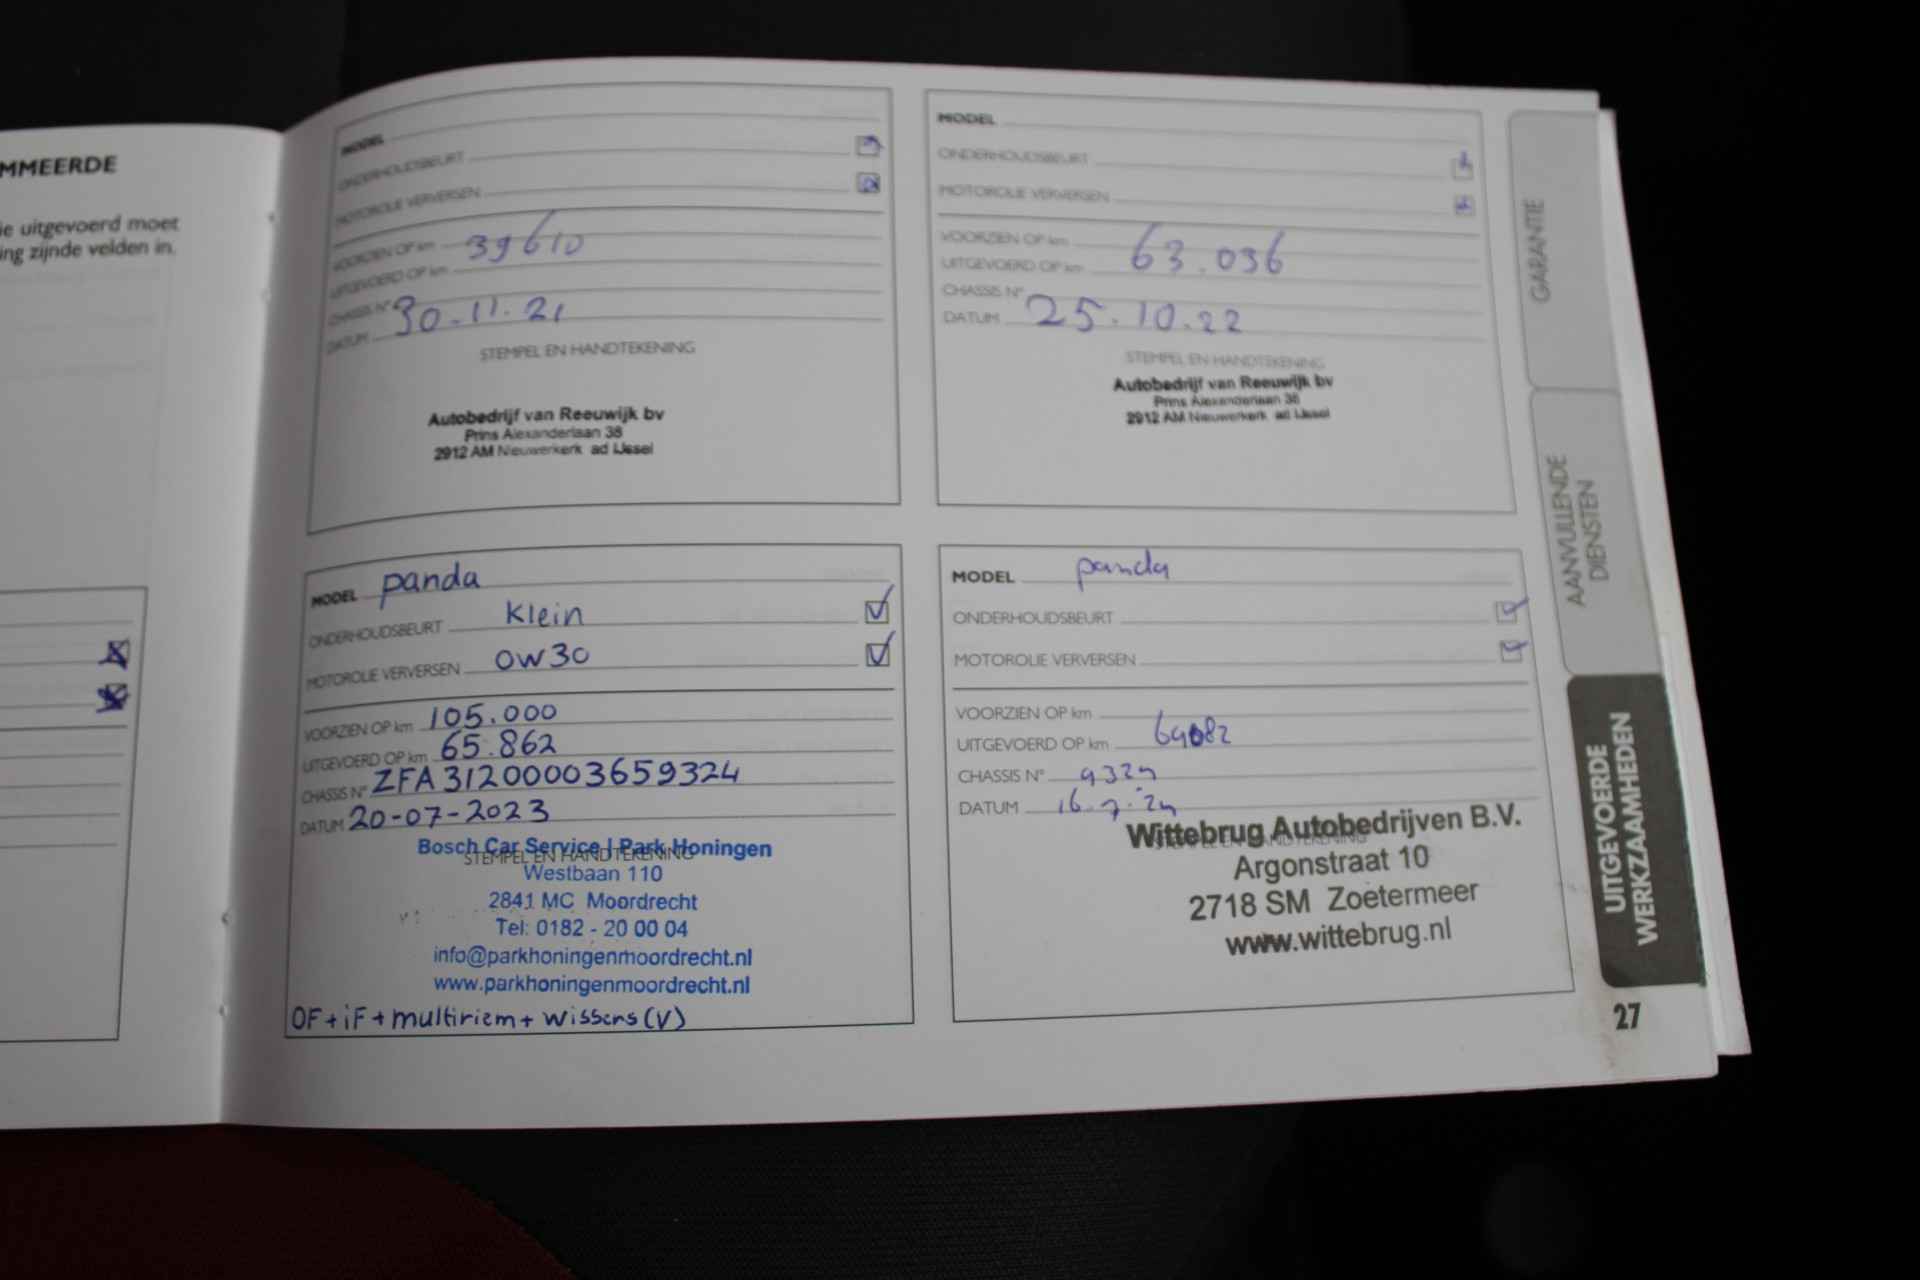 MMEERDE
ie uitgevoerd moet
ing zijnde velden in.
MODEL
ONDERHOUDSBEURT
MOTOROLIE VERVERSEN
VOORZIEN OP km 39610
UITGEVOERD OP km
CHASSIS N°
DATUM 30.11.21
STEMPEL EN HANDTEKENING
Autobedrijf van Reeuwijk bv
Prins Alexanderlaan 38
2912 AM Nieuwerkerk ad IJssel
MODEL
ONDERHOUDSBEURT
MOTOROLIE VERVERSEN
VOORZIEN OP km 63.036
UITGEVOERD OP km
CHASSIS N°
DATUM 25.10.22
STEMPEL EN HANDTEKENING
Autobedrijf van Reeuwijk bv
Prins Alexanderlaan 38
2912 AM Nieuwerkerk ad IJssel
MODEL panda
ONDERHOUDSBEURT Klein
MOTOROLIE VERVERSEN 0W30
VOORZIEN OP km 105.000
UITGEVOERD OP km 65.862
CHASSIS N° ZFA31200003659324
DATUM 20-07-2023
STEMPEL EN HANDTEKENING
Bosch Car Service | Park Honingen
Westbaan 110
2841 MC Moordrecht
Tel: 0182 - 20 00 04
info@parkhoningenmoordrecht.nl
www.parkhoningenmoordrecht.nl
OF+iF+multiriem+wissers(V)
MODEL panda
ONDERHOUDSBEURT
MOTOROLIE VERVERSEN
VOORZIEN OP km
UITGEVOERD OP km 69082
CHASSIS N° 9324
DATUM 16.7.24
STEMPEL EN HANDTEKENING
Wittebrug Autobedrijven B.V.
Argonstraat 10
2718 SM Zoetermeer
www.wittebrug.nl
GARANTIE
AANVULLENDE
DIENSTEN
UITGEVOERDE
WERKZAAMHEDEN
27